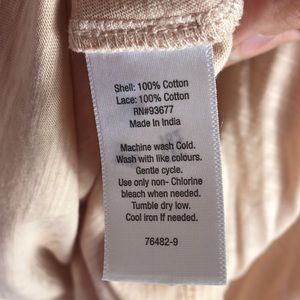 Shell: 100% Cotton
Lace: 100% Cotton
RN#93677
Made in India
Machine wash Cold.
Wash with like colours.
Gentle cycle.
Use only non- Chlorine
bleach when needed.
Tumble dry low.
Cool iron If needed.
76482-9